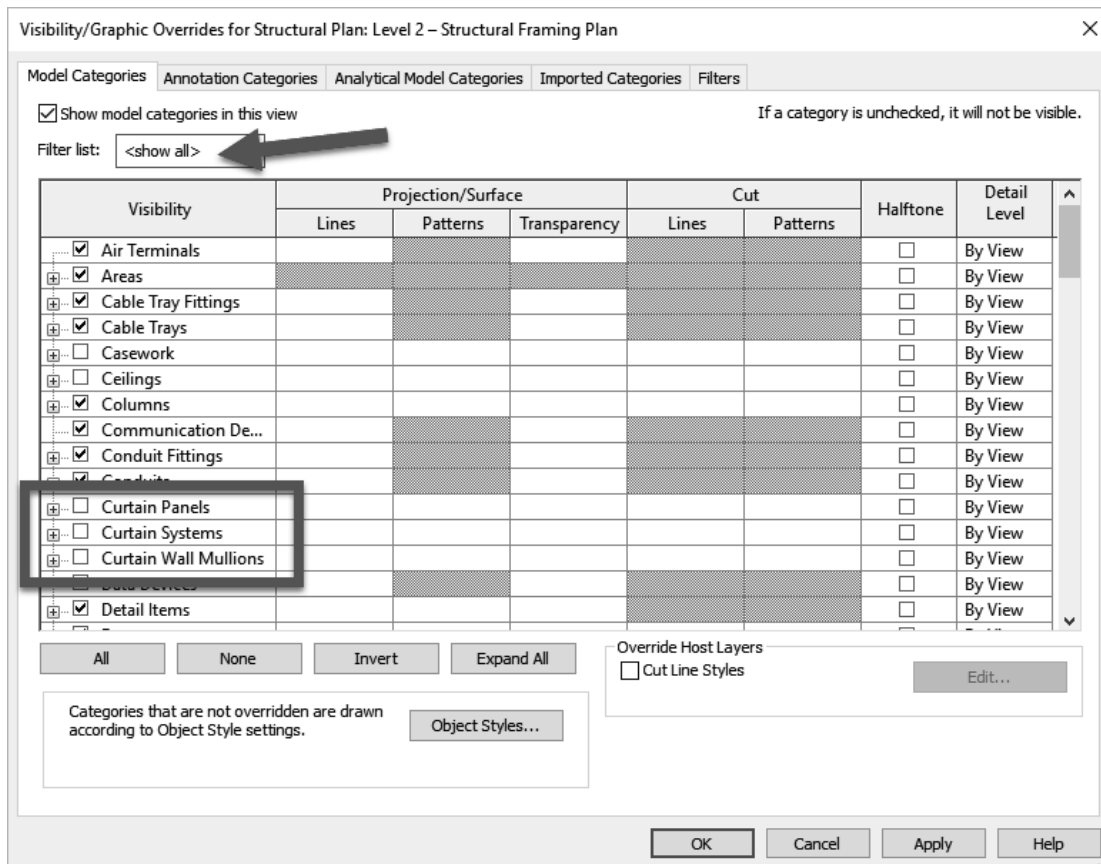 Visibility/Graphic Overrides for Structural Plan: Level 2 – Structural Framing Plan
Model Categories Annotation Categories Analytical Model Categories Imported Categories Filters
Show model categories in this view If a category is unchecked, it will not be visible.
Filter list: <show all>
Visibility Projection/Surface Cut Halftone Detail Level
Lines Patterns Transparency Lines Patterns
Air Terminals By View
Areas By View
Cable Tray Fittings By View
Cable Trays By View
Casework By View
Ceilings By View
Columns By View
Communication De... By View
Conduit Fittings By View
Conduits By View
Curtain Panels By View
Curtain Systems By View
Curtain Wall Mullions By View
Data Devices By View
Detail Items By View
All None Invert Expand All
Override Host Layers
Cut Line Styles Edit...
Categories that are not overridden are drawn
according to Object Style settings.
Object Styles...
OK Cancel Apply Help